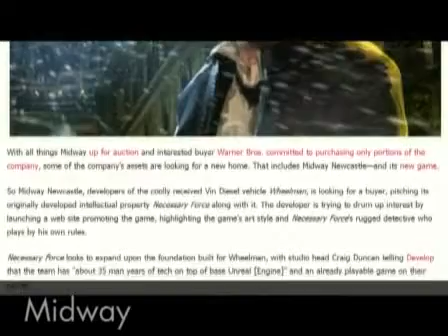 With all things Midway up for auction and interested buyer Warner Bros. committed to purchasing only portions of the
company, some of the company's assets are looking for a new home. That includes Midway Newcastle—and its new game.
So Midway Newcastle, developers of the coolly received Vin Diesel vehicle Wheelman, is looking for a buyer, pitching its
originally developed intellectual property Necessary Force along with it. The developer is trying to drum up interest by
launching a web site promoting the game, highlighting the game's art style and Necessary Force's rugged detective who
plays by his own rules.
Necessary Force looks to expand upon the foundation built for Wheelman, with studio head Craig Duncan telling Develop
that the team has "about 35 man years of tech on top of base Unreal [Engine]" and an already playable game on their
Midway